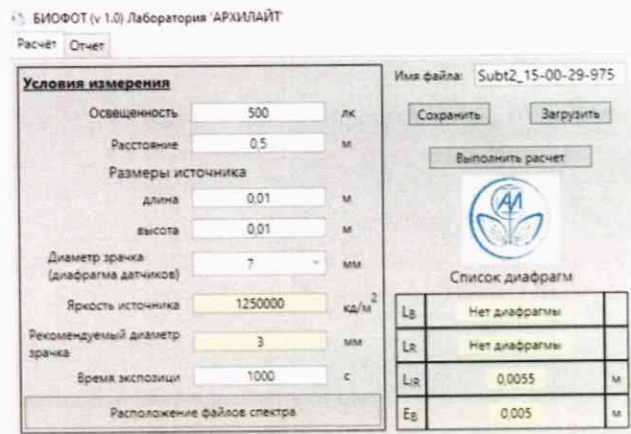 БИОФОТ (v 1.0) Лаборатория 'АРХИЛАЙТ'
Расчёт Отчет
Условия измерения
Освещенность 500 лк
Расстояние 0,5 м
Размеры источника
длина 0,01 м
высота 0,01 м
Диаметр зрачка
(диафрагма датчиков) 7 мм
Яркость источника 1250000 кд/м²
Рекомендуемый диаметр
зрачка 3 мм
Время экспозици 1000 с
Расположение файлов спектра
Имя файла: Subt2_15-00-29-975
Сохранить Загрузить
Выполнить расчет
АЛ
Список диафрагм
LB Нет диафрагмы
LR Нет диафрагмы
LIR 0,0055 м
EB 0,005 м